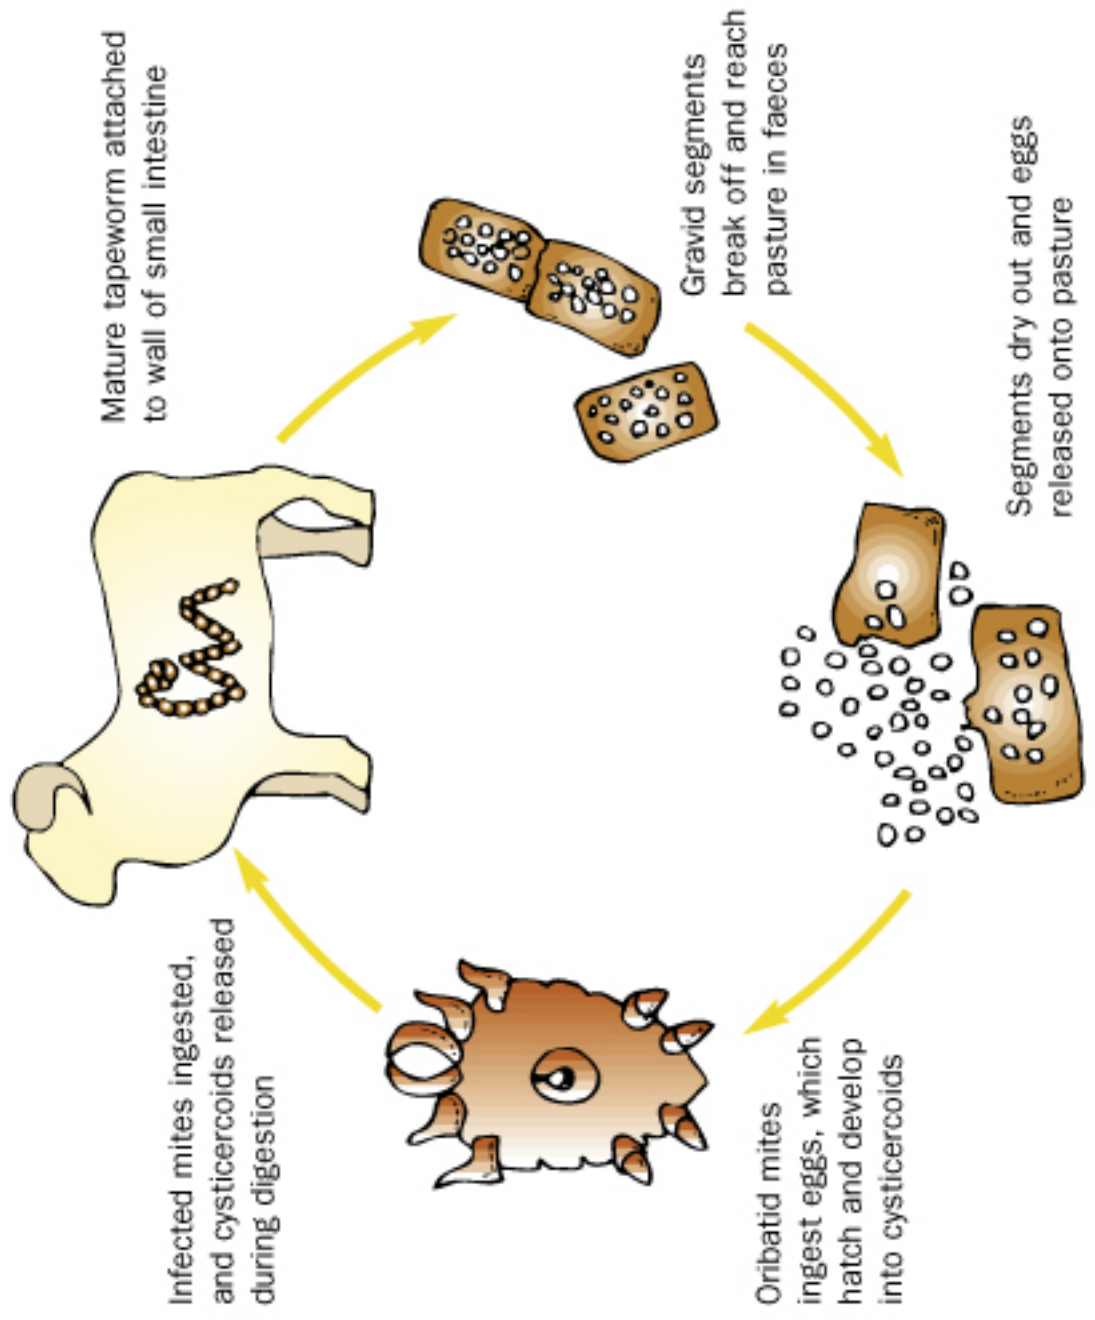 Mature tapeworm attached
to wall of small intestine
Gravid segments
break off and reach
pasture in faeces
Segments dry out and eggs
released onto pasture
Oribatid mites
ingest eggs, which
hatch and develop
into cysticercoids
Infected mites ingested,
and cysticercoids released
during digestion